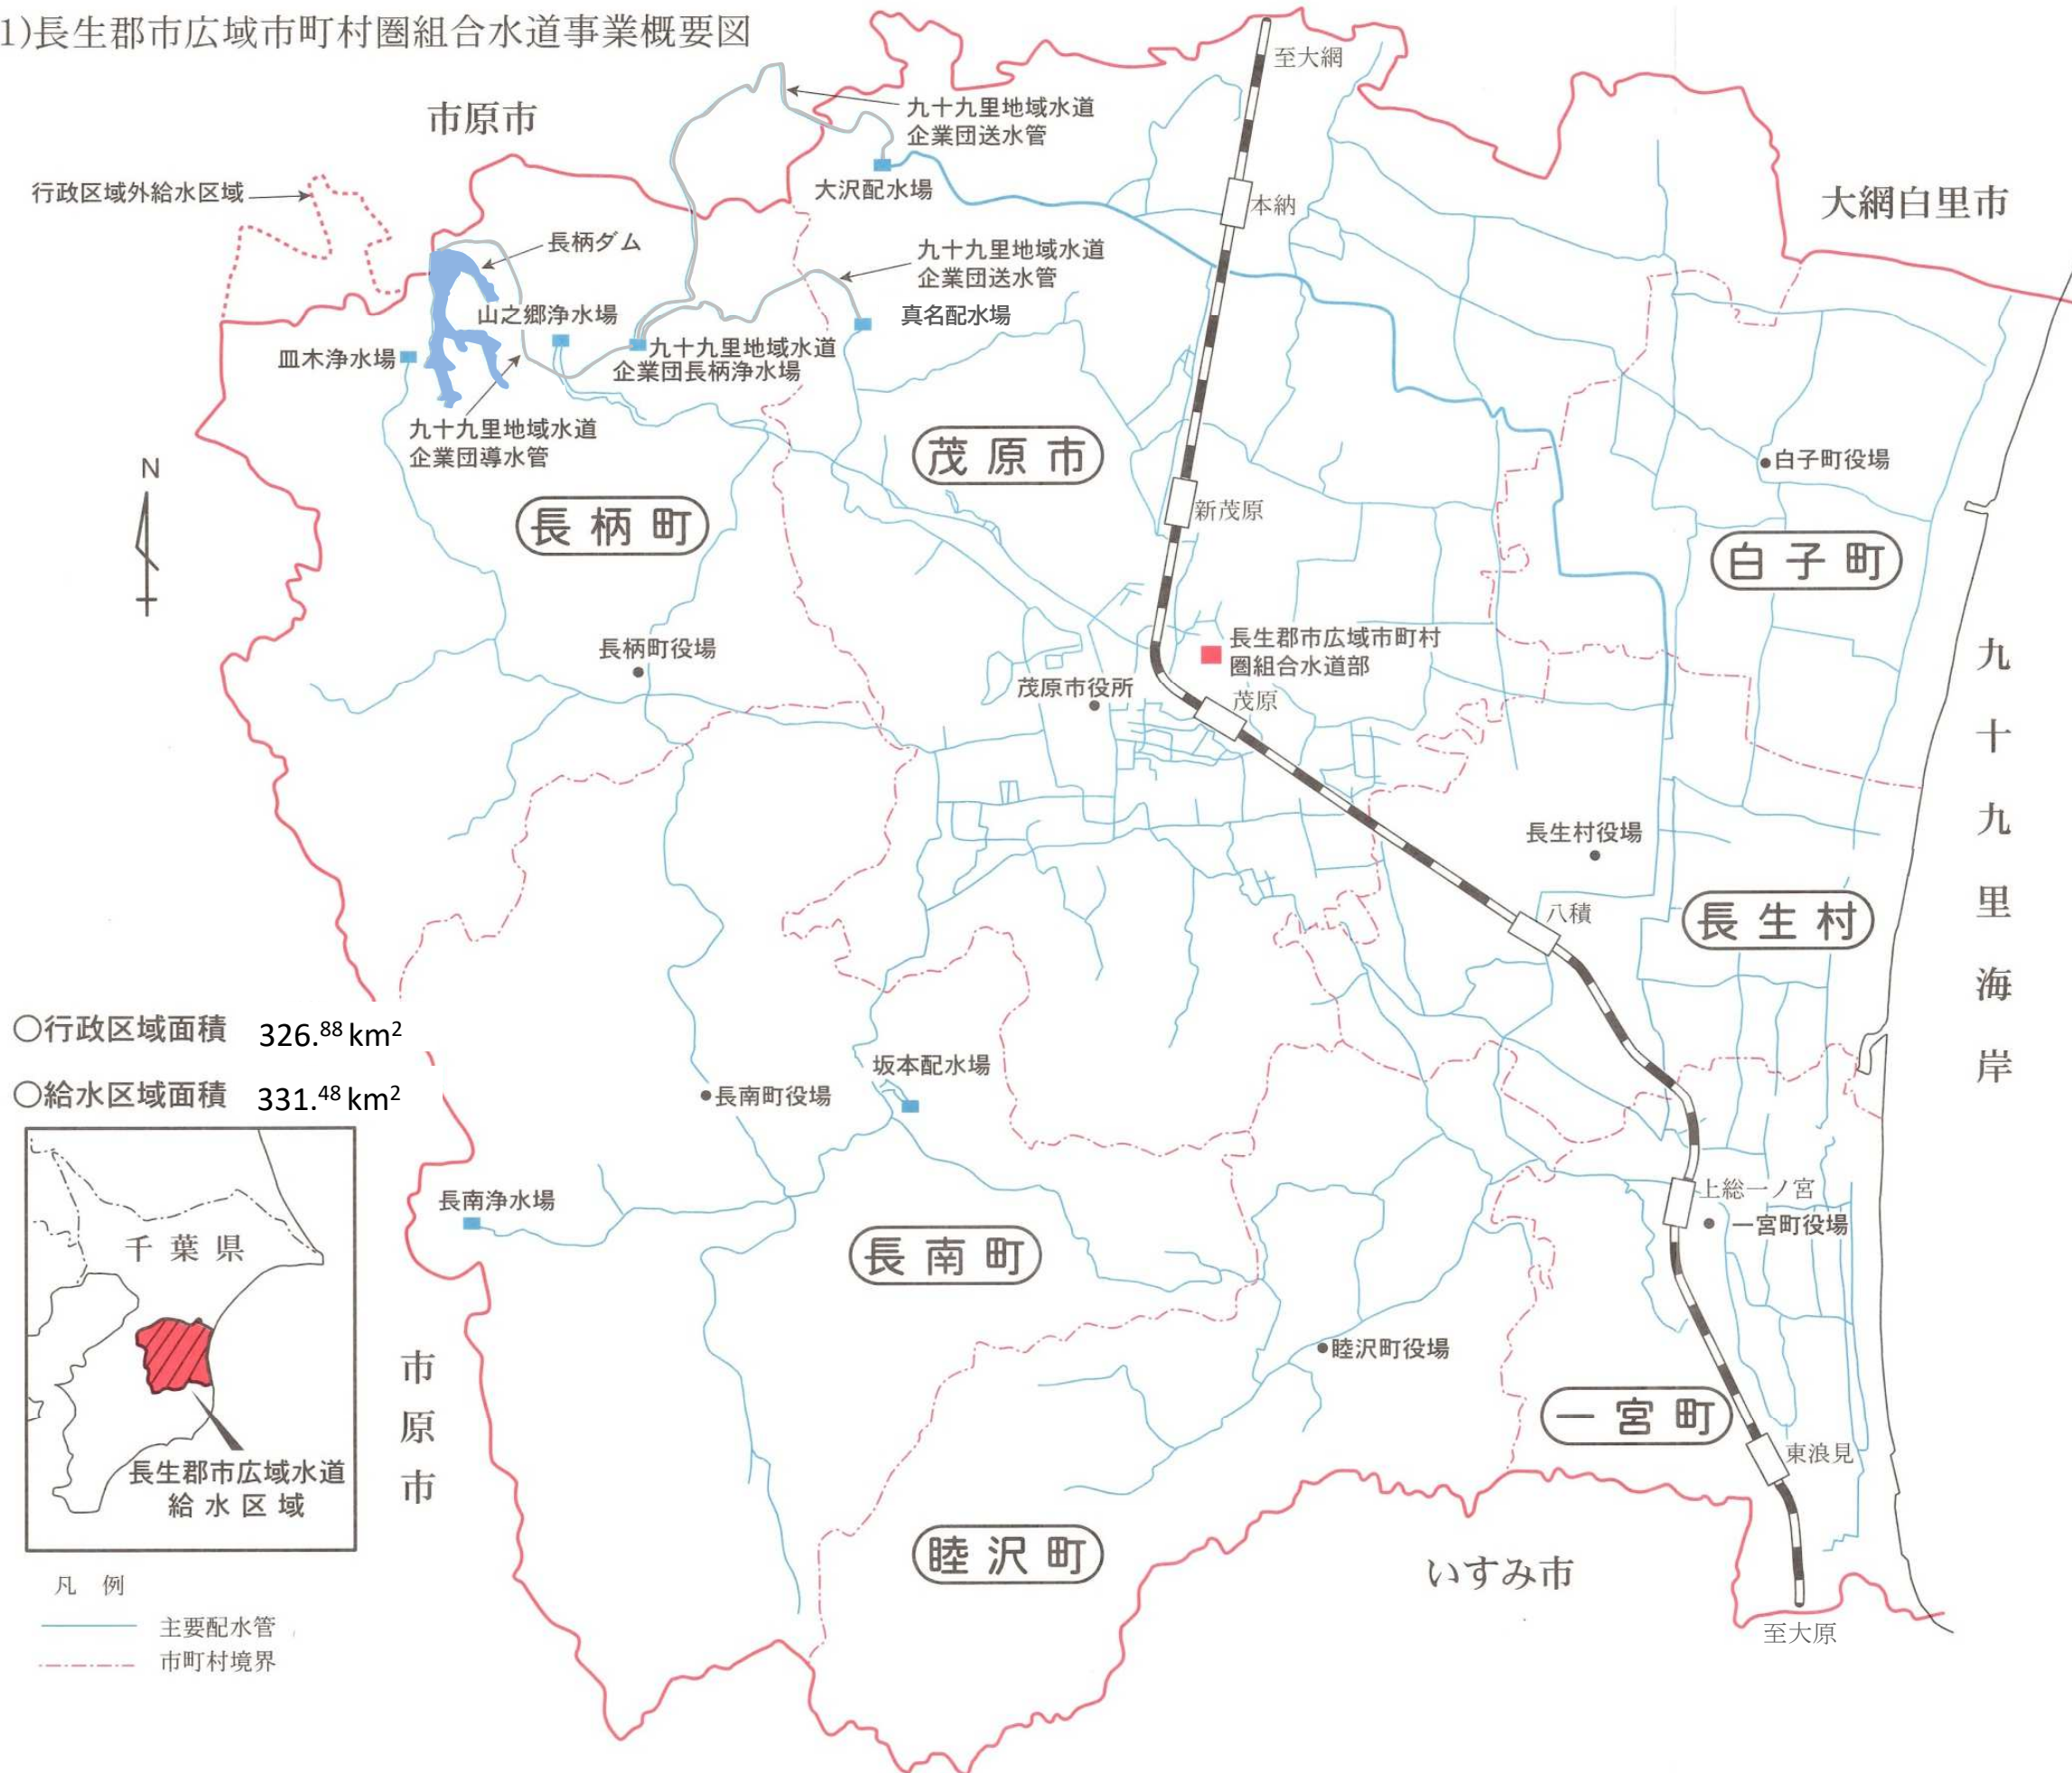 1)長生郡市広域市町村圏組合水道事業概要図
至大網
市原市
九十九里地域水道
企業団送水管
行政区域外給水区域
大沢配水場
本納
大網白里市
長柄ダム
九十九里地域水道
企業団送水管
山之郷浄水場
真名配水場
皿木浄水場
九十九里地域水道
企業団長柄浄水場
九十九里地域水道
企業団導水管
茂原市
白子町役場
N
長柄町
新茂原
白子町
長生郡市広域市町村
圏組合水道部
長柄町役場
茂原市役所
茂原
九十九里海岸
長生村役場
八積
長生村
○行政区域面積 326.88 km²
○給水区域面積 331.48 km²
坂本配水場
長南町役場
長南浄水場
上総一ノ宮
一宮町役場
千葉県
長南町
市原市
睦沢町役場
一宮町
東浪見
長生郡市広域水道
給水区域
睦沢町
いすみ市
至大原
凡 例
主要配水管
市町村境界